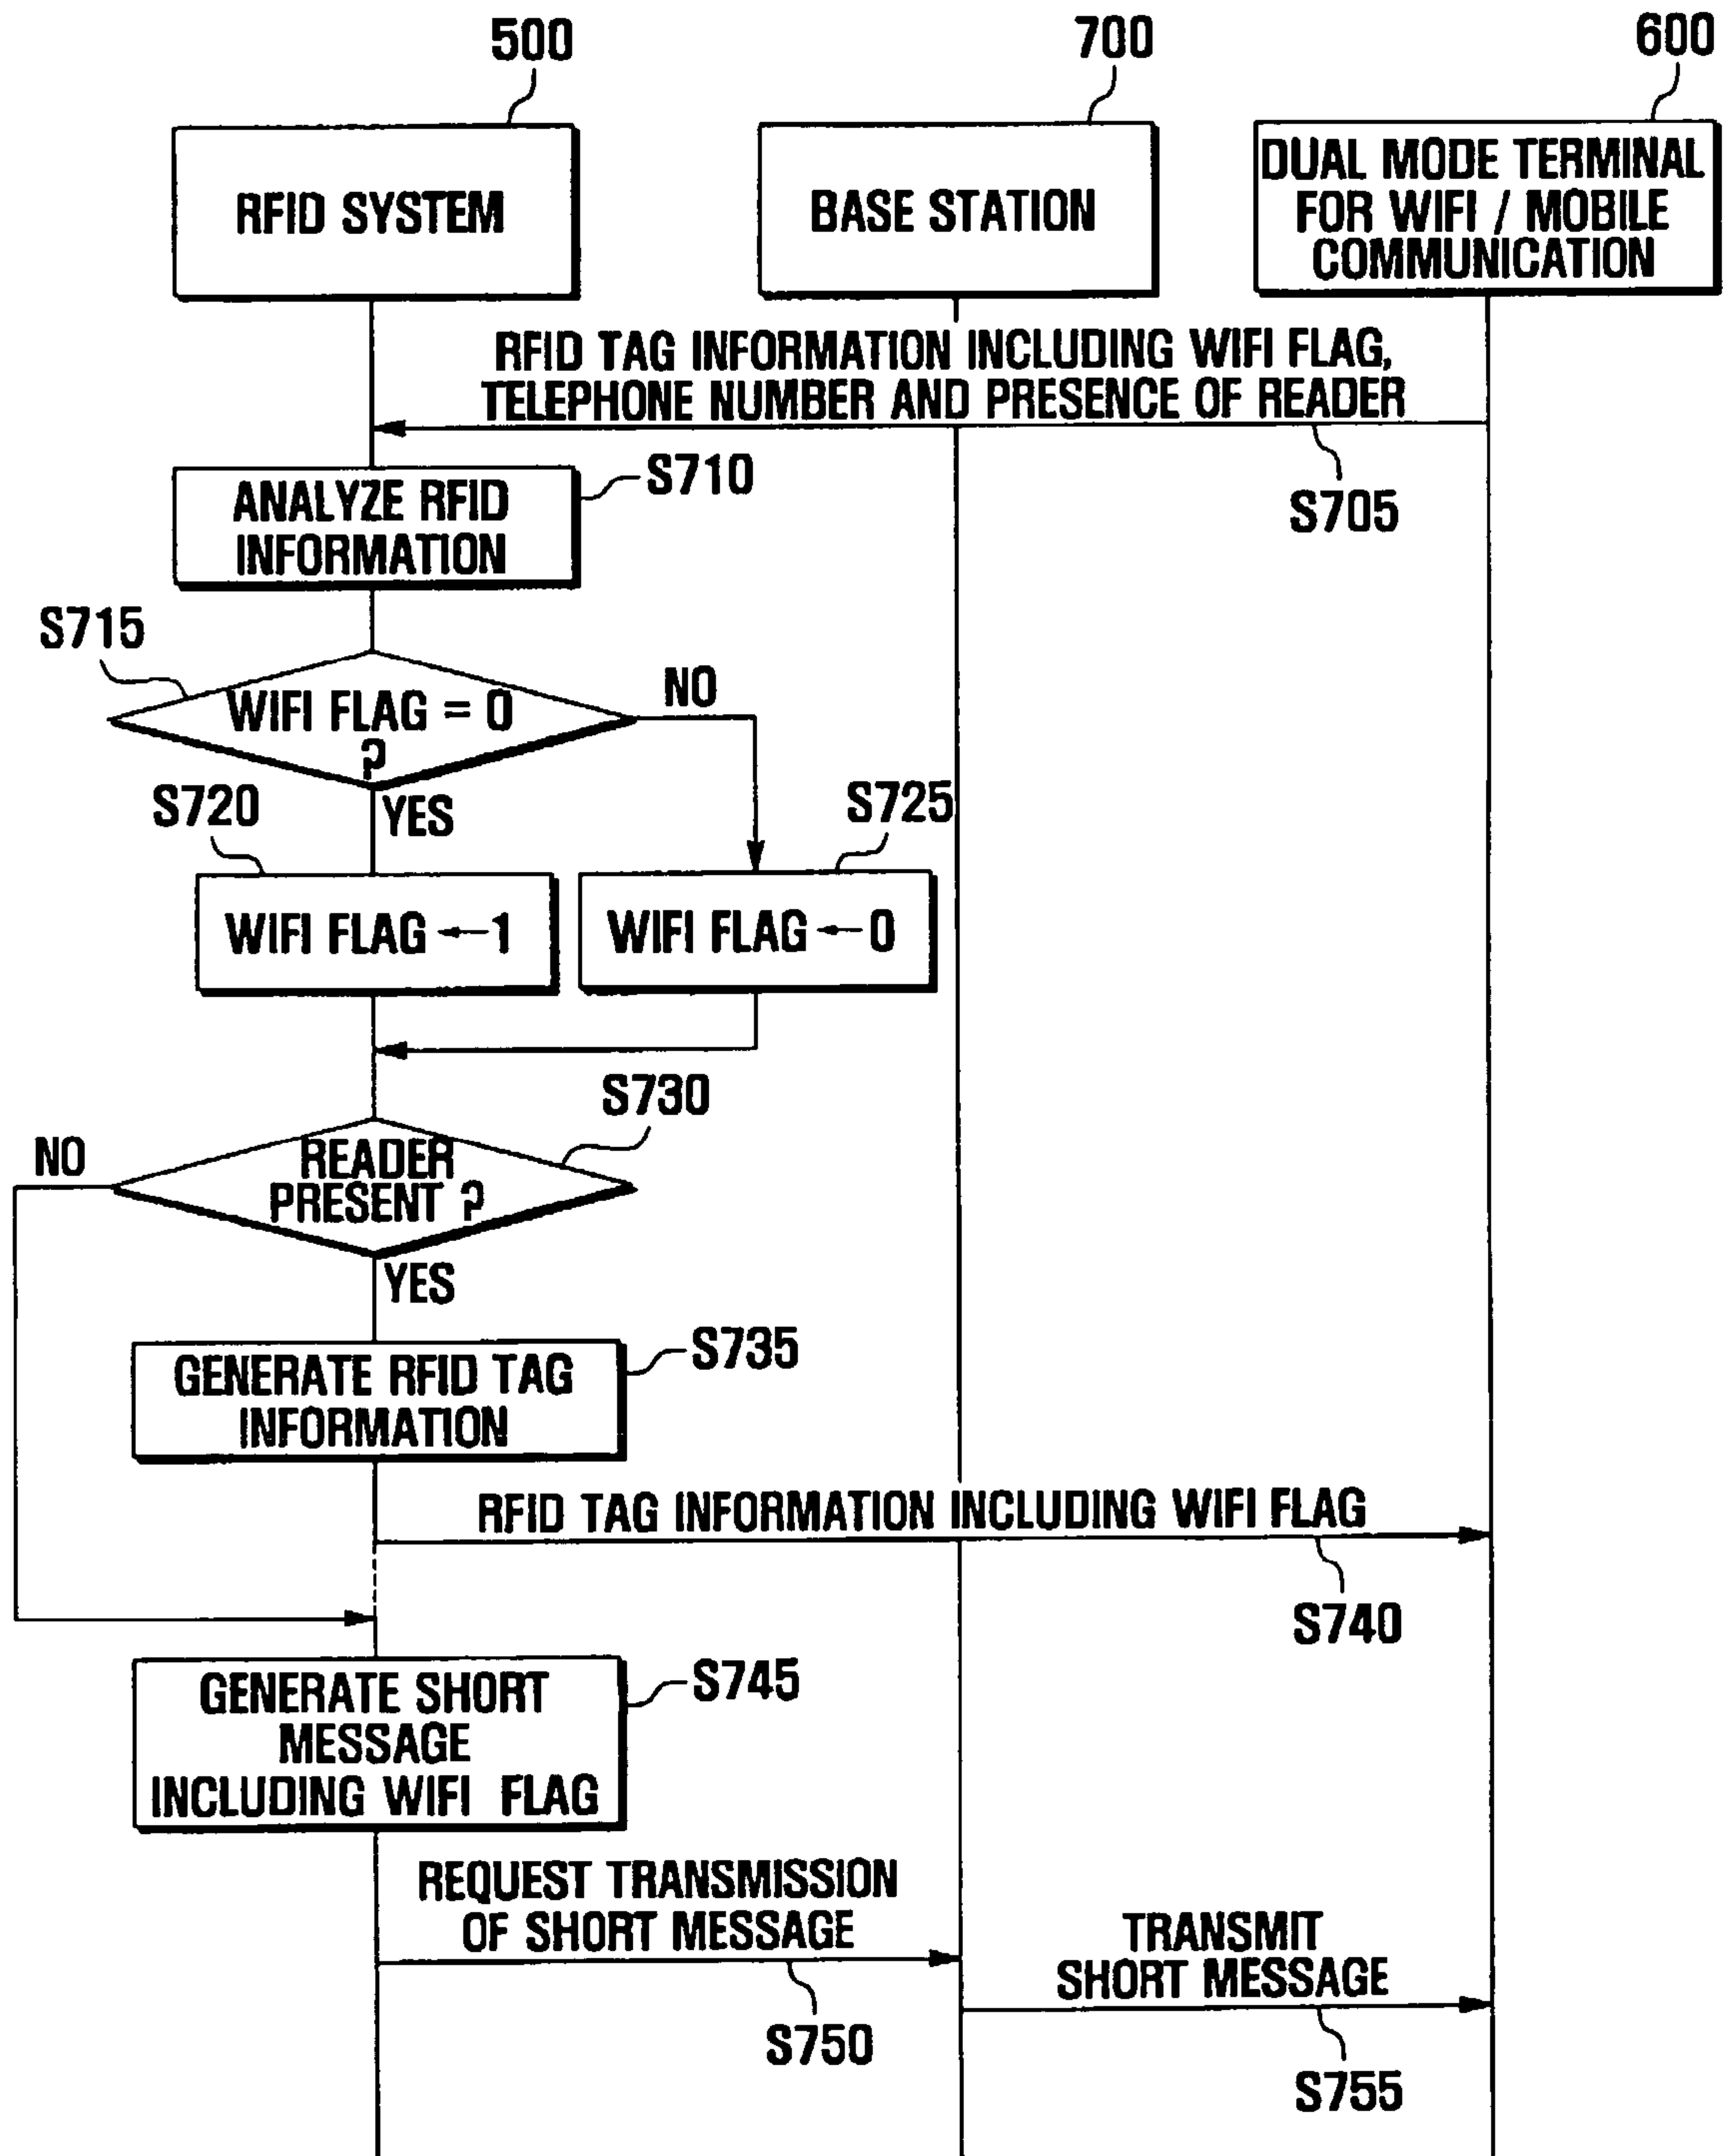 500
700
600
RFID SYSTEM
BASE STATION
DUAL MODE TERMINAL
FOR WIFI / MOBILE
COMMUNICATION
RFID TAG INFORMATION INCLUDING WIFI FLAG,
TELEPHONE NUMBER AND PRESENCE OF READER
S705
ANALYZE RFID
INFORMATION
S710
S715
WIFI FLAG = 0
?
NO
YES
S720
S725
WIFI FLAG ← 1
WIFI FLAG ← 0
S730
NO
READER
PRESENT ?
YES
GENERATE RFID TAG
INFORMATION
S735
RFID TAG INFORMATION INCLUDING WIFI FLAG
S740
GENERATE SHORT
MESSAGE
INCLUDING WIFI FLAG
S745
REQUEST TRANSMISSION
OF SHORT MESSAGE
S750
TRANSMIT
SHORT MESSAGE
S755